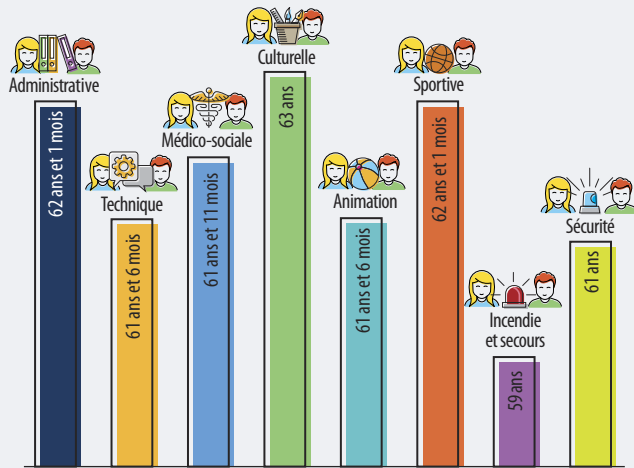 Administrative
62 ans et 1 mois
Technique
61 ans et 6 mois
Médico-sociale
61 ans et 11 mois
Culturelle
63 ans
Animation
61 ans et 6 mois
Sportive
62 ans et 1 mois
Incendie
et secours
59 ans
Sécurité
61 ans